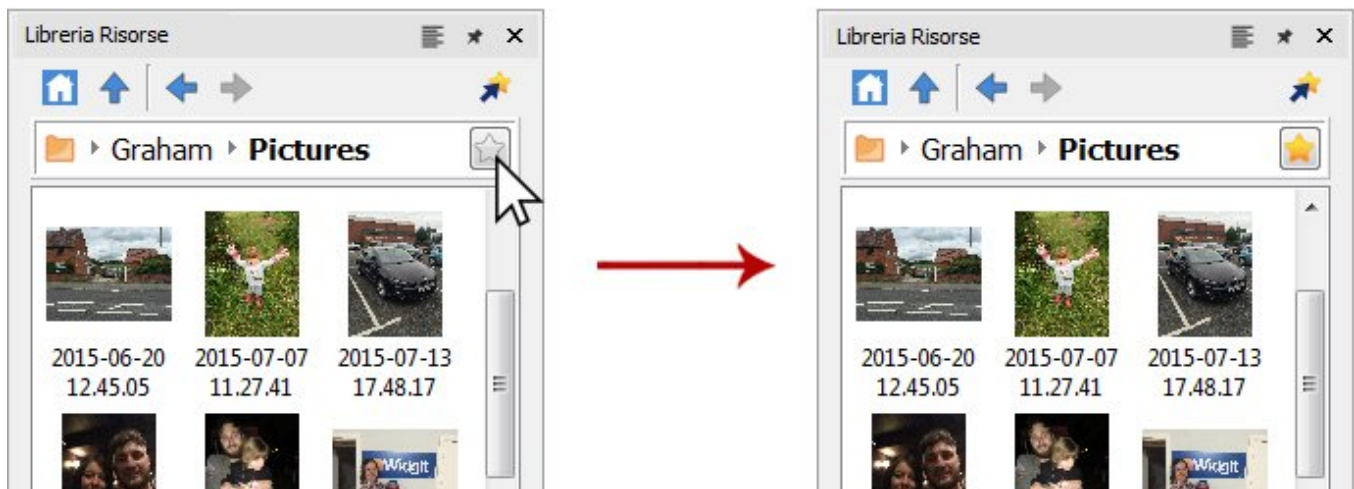 Libreria Risorse
Graham Pictures
2015-06-20 2015-07-07 2015-07-13
12.45.05 11.27.41 17.48.17
Widgit
Libreria Risorse
Graham Pictures
2015-06-20 2015-07-07 2015-07-13
12.45.05 11.27.41 17.48.17
Widgit